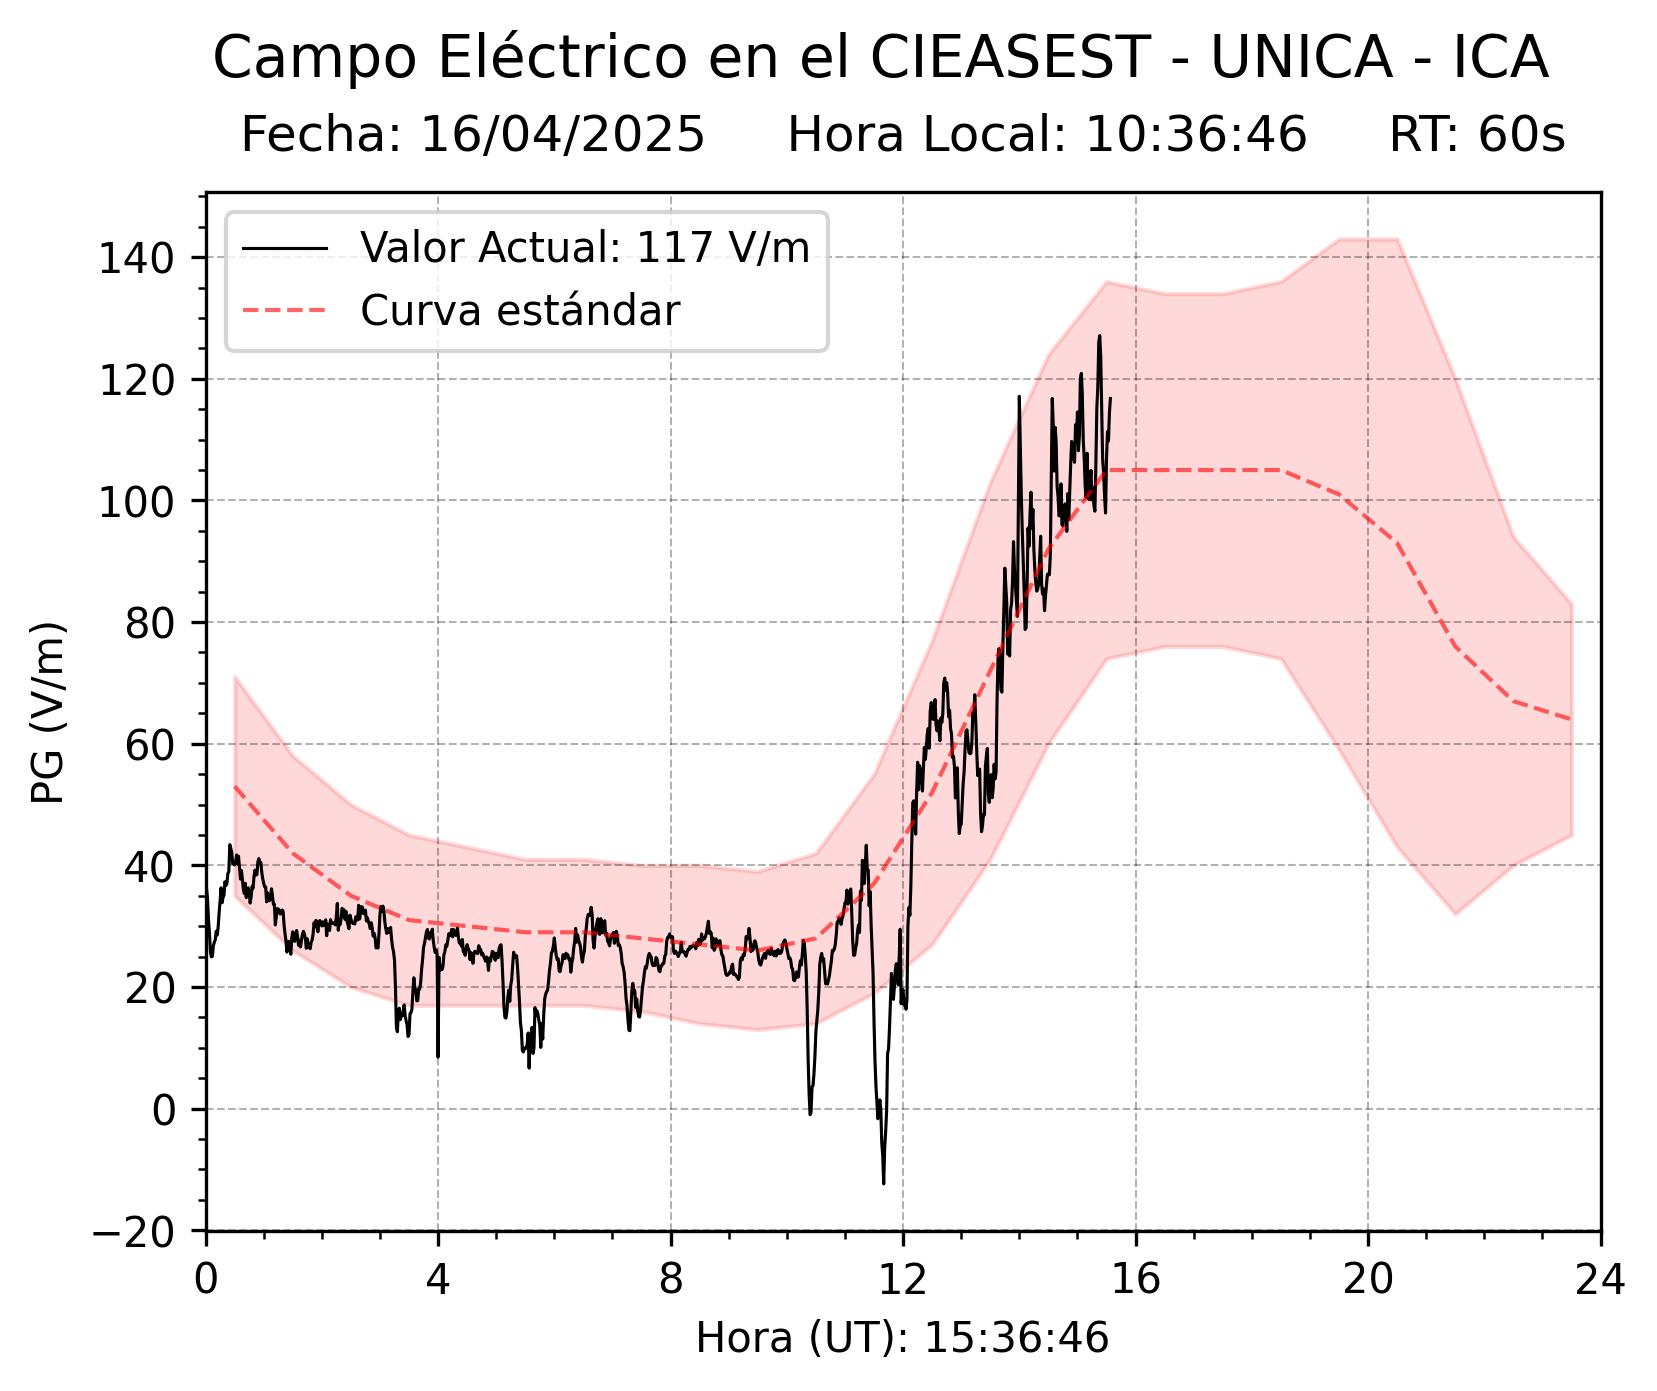 Campo Eléctrico en el CIEASEST - UNICA - ICA
Fecha: 16/04/2025 Hora Local: 10:36:46 RT: 60s
Valor Actual: 117 V/m
Curva estándar
PG (V/m)
140
120
100
80
60
40
20
0
−20
0 4 8 12 16 20 24
Hora (UT): 15:36:46